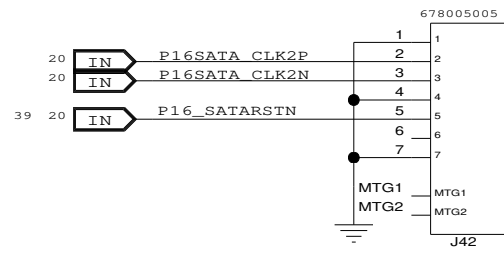 678005005
1 1
20 IN P16SATA_CLK2P 2 2
20 IN P16SATA_CLK2N 3 3
4 4
39 20 IN P16_SATARSTN 5 5
6 6
7 7
MTG1 MTG1
MTG2 MTG2
J42